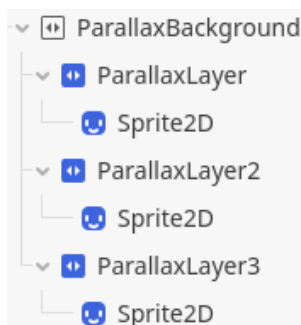 ParallaxBackground
ParallaxLayer
Sprite2D
ParallaxLayer2
Sprite2D
ParallaxLayer3
Sprite2D